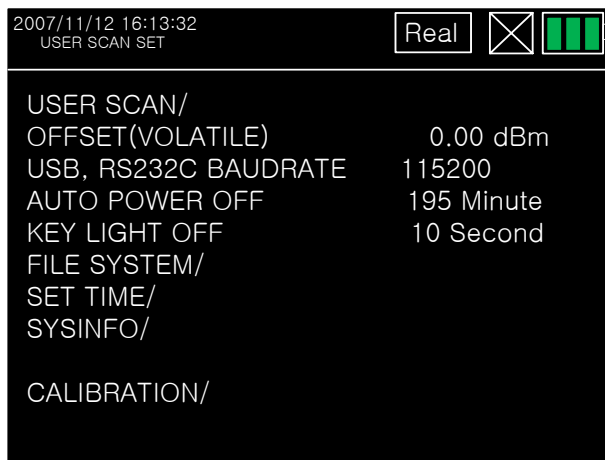 2007/11/12 16:13:32
USER SCAN SET
Real
USER SCAN/
OFFSET(VOLATILE) 0.00 dBm
USB, RS232C BAUDRATE 115200
AUTO POWER OFF 195 Minute
KEY LIGHT OFF 10 Second
FILE SYSTEM/
SET TIME/
SYSINFO/
CALIBRATION/